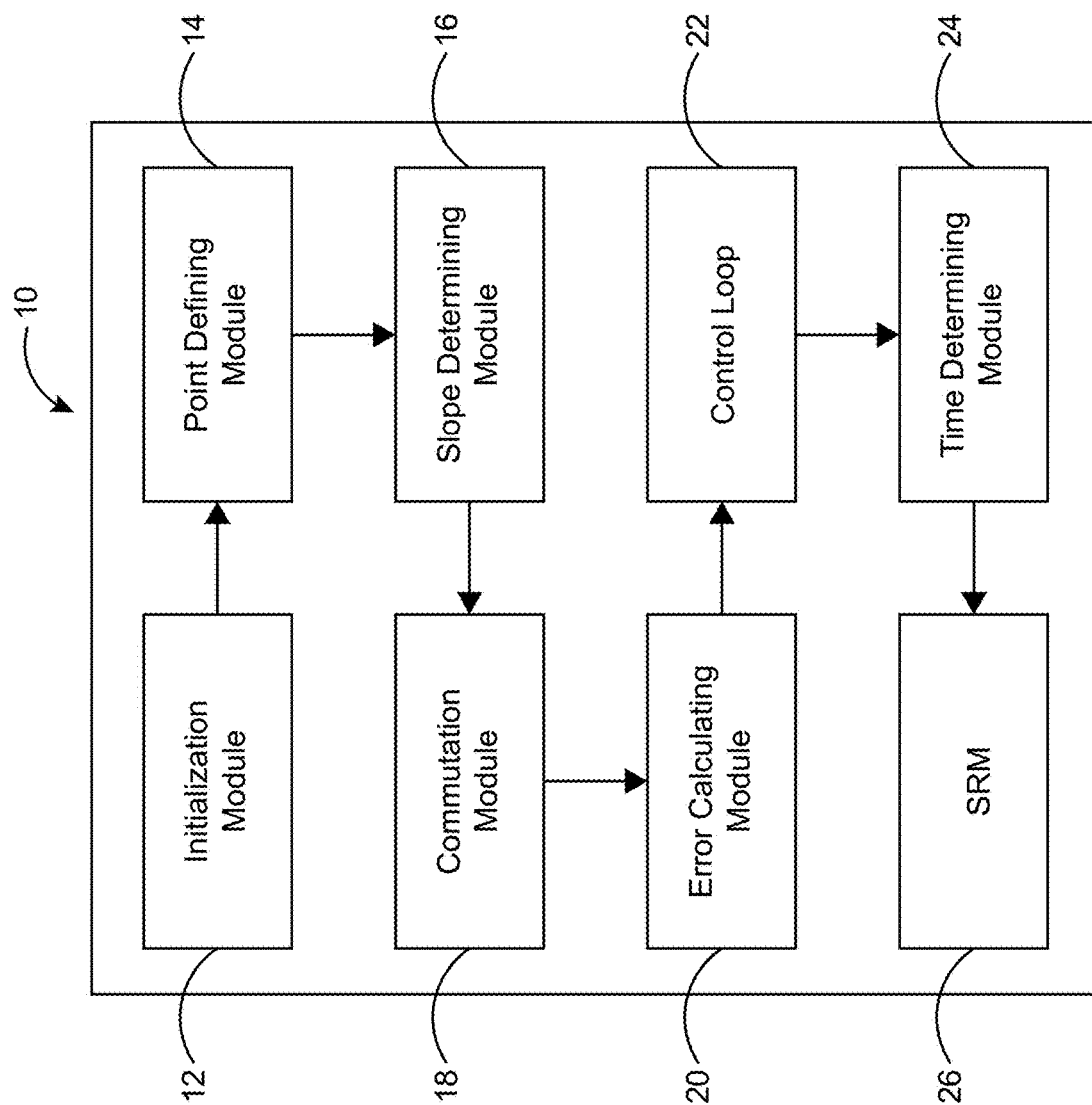 10
12
Initialization
Module
Point Defining
Module
14
18
Commutation
Module
Slope Determining
Module
16
20
Error Calculating
Module
Control Loop
22
26
SRM
Time Determining
Module
24